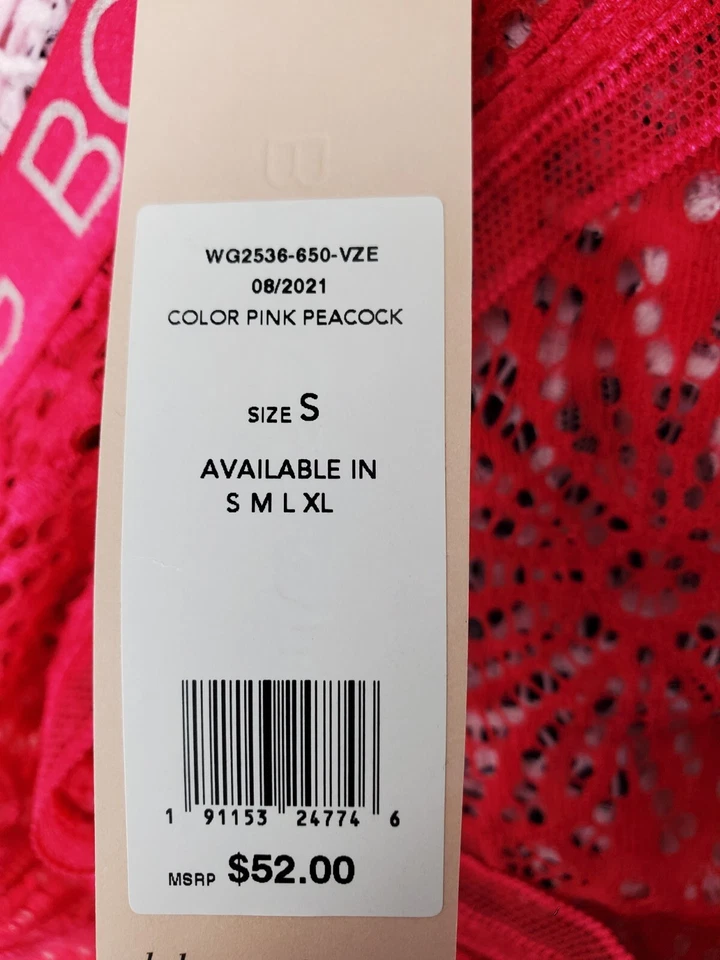 BO
B
WG2536-650-VZE
08/2021
COLOR PINK PEACOCK
SIZE S
AVAILABLE IN
S M L XL
1 91153 24774 6
MSRP $52.00